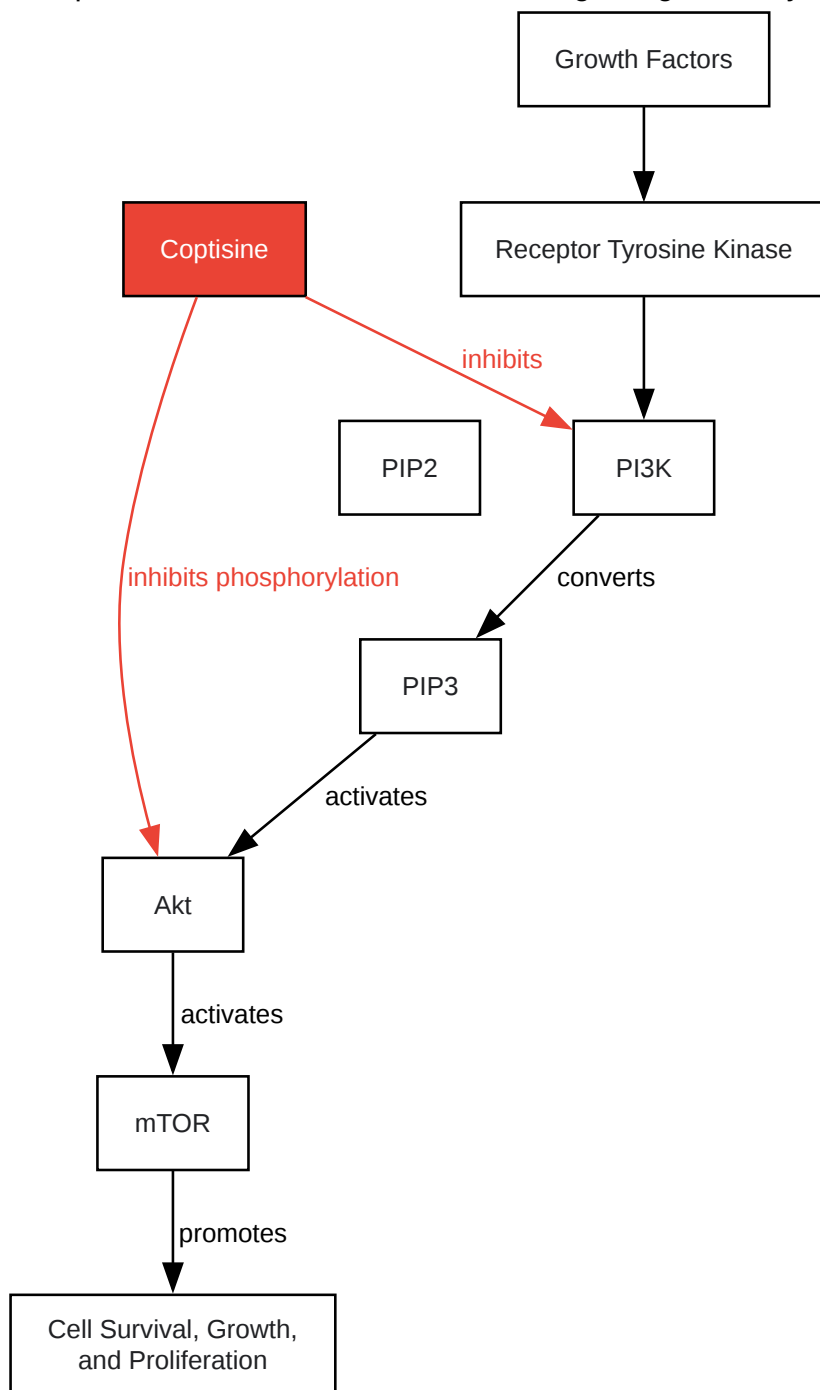 Growth Factors
Coptisine
Receptor Tyrosine Kinase
inhibits
PIP2
PI3K
inhibits phosphorylation
converts
PIP3
activates
Akt
activates
mTOR
promotes
Cell Survival, Growth,
and Proliferation